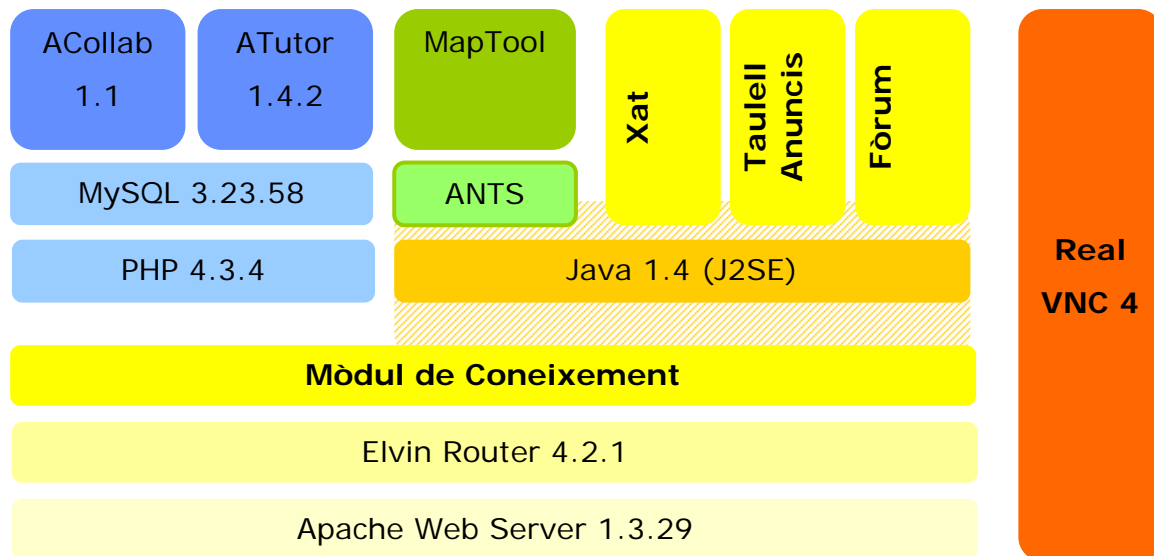 ACollab
1.1
ATutor
1.4.2
MapTool
Xat
Taulell
Anuncis
Fòrum
MySQL 3.23.58
ANTS
PHP 4.3.4
Java 1.4 (J2SE)
Real
VNC 4
Mòdul de Coneixement
Elvin Router 4.2.1
Apache Web Server 1.3.29